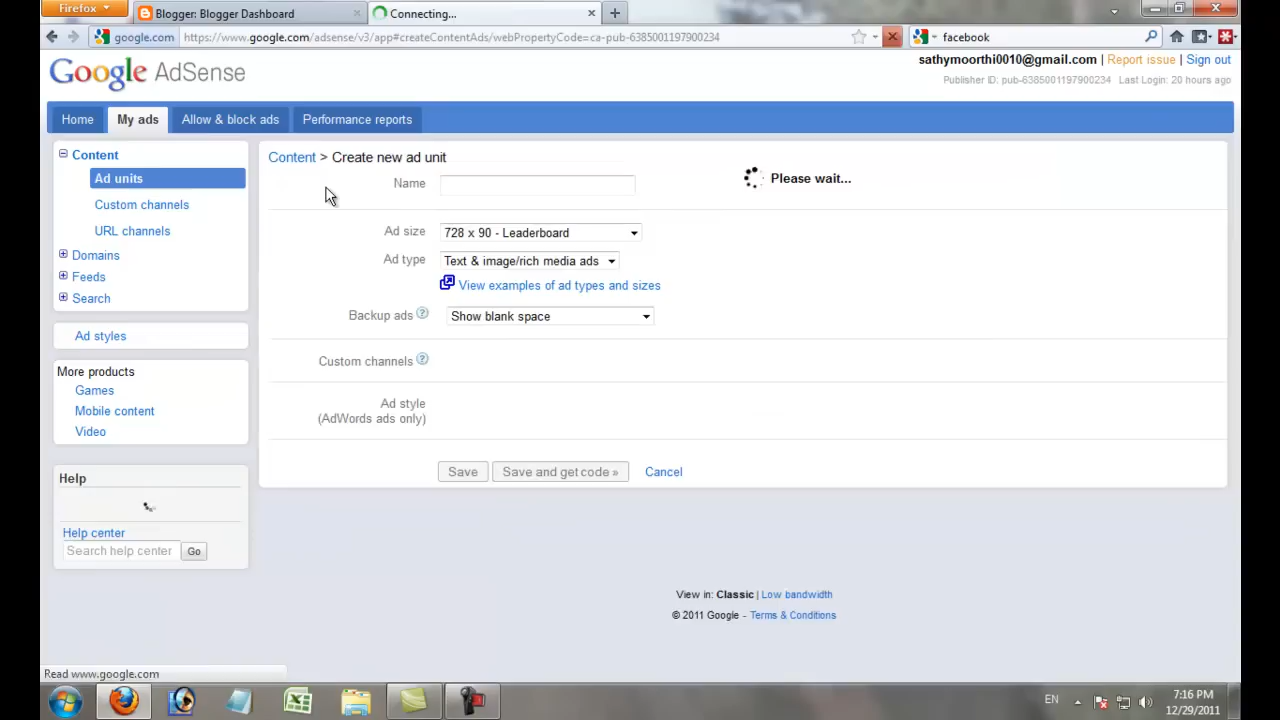 Firefox
Blogger: Blogger Dashboard
Connecting...
google.com https://www.google.com/adsense/v3/app#createContentAds/webPropertyCode=ca-pub-6385001197900234
facebook
Google AdSense
sathymoorthi0010@gmail.com | Report issue | Sign out
Publisher ID: pub-6385001197900234 Last Login: 20 hours ago
Home My ads Allow & block ads Performance reports
Content
Ad units
Custom channels
URL channels
Domains
Feeds
Search
Ad styles
More products
Games
Mobile content
Video
Help
Help center
Search help center Go
Content > Create new ad unit
Please wait...
Name
Ad size 728 x 90 - Leaderboard
Ad type Text & image/rich media ads
View examples of ad types and sizes
Backup ads ? Show blank space
Custom channels ?
Ad style
(AdWords ads only)
Save Save and get code » Cancel
View in: Classic | Low bandwidth
© 2011 Google - Terms & Conditions
Read www.google.com
EN
7:16 PM
12/29/2011